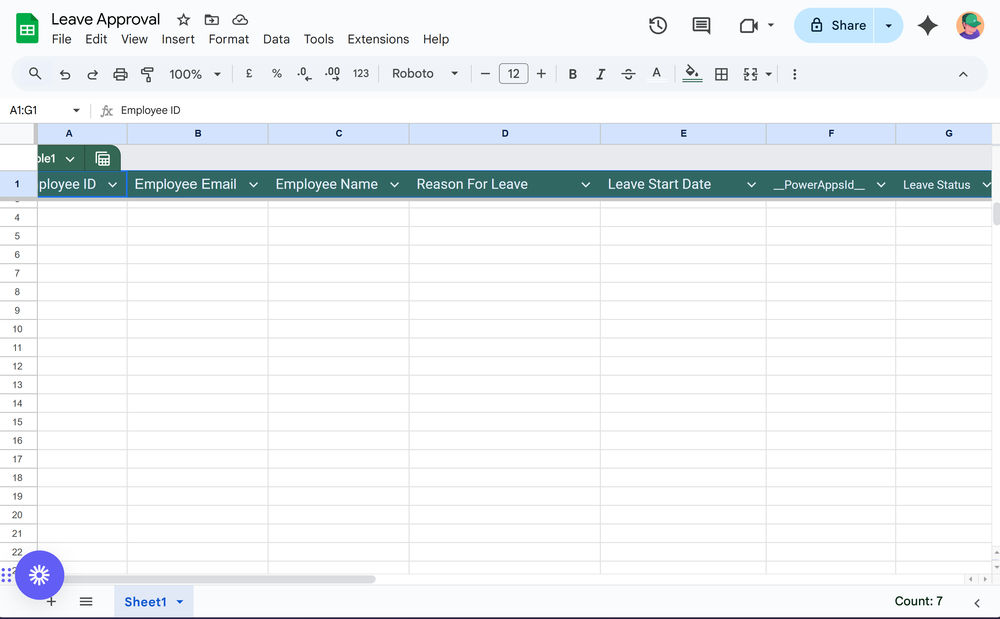 Leave Approval
File Edit View Insert Format Data Tools Extensions Help
Share
100% £ % .0 .00 123 Roboto 12 B I S A
A1:G1 fx Employee ID
A B C D E F G
ble1
1 ployee ID Employee Email Employee Name Reason For Leave Leave Start Date __PowerAppsId__ Leave Status
4
5
6
7
8
9
10
11
12
13
14
15
16
17
18
19
20
21
22
Sheet1 Count: 7